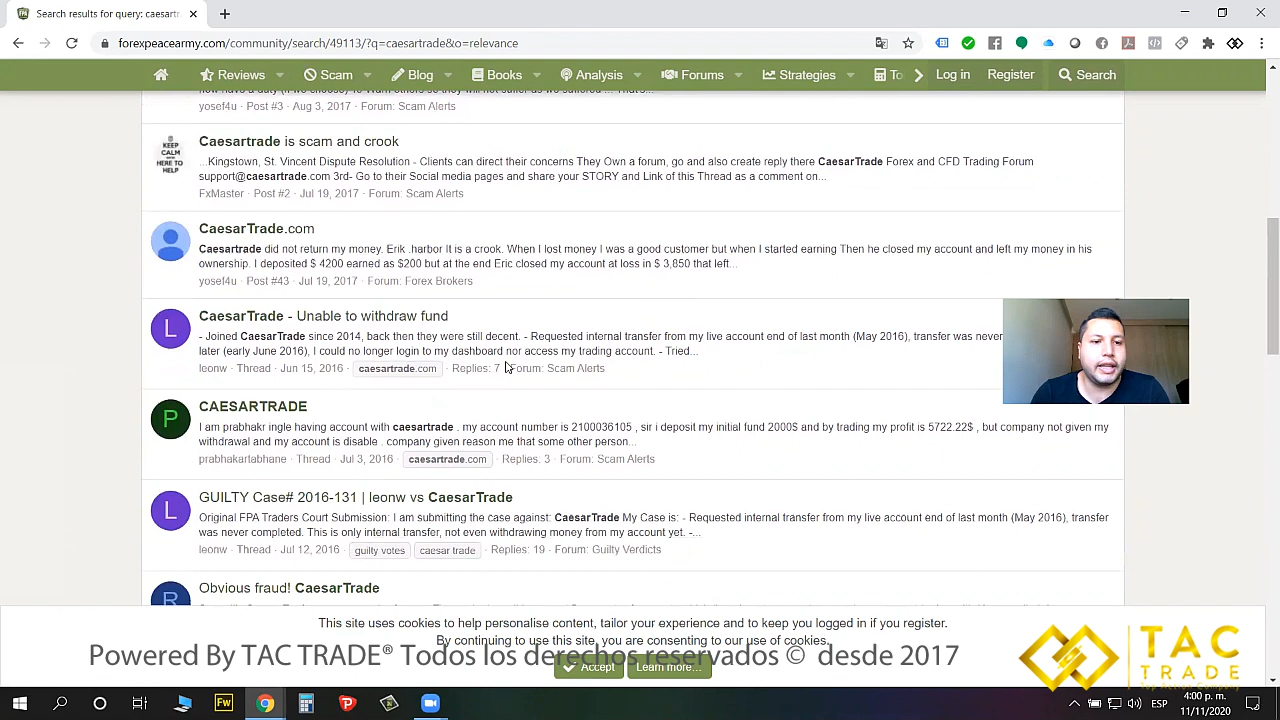 Search results for query: caesartr
forexpeacearmy.com/community/search/49113/?q=caesartrade&o=relevance
Reviews Scam Blog Books Analysis Forums Strategies To Log in Register Search
yosef4u · Post #3 · Aug 3, 2017 · Forum: Scam Alerts
KEEP CALM HERE TO HELP
Caesartrade is scam and crook
...Kingstown, St. Vincent Dispute Resolution - Clients can direct their concerns They Own a forum, go and also create reply there CaesarTrade Forex and CFD Trading Forum
support@caesartrade.com 3rd- Go to their Social media pages and share your STORY and Link of this Thread as a comment on...
FxMaster · Post #2 · Jul 19, 2017 · Forum: Scam Alerts
CaesarTrade.com
Caesartrade did not return my money. Erik .harbor It is a crook. When I lost money I was a good customer but when I started earning Then he closed my account and left my money in his
ownership. I deposited $ 4200 earned as $200 but at the end Eric closed my account at loss in $ 3,850 that left...
yosef4u · Post #43 · Jul 19, 2017 · Forum: Forex Brokers
L
CaesarTrade - Unable to withdraw fund
- Joined CaesarTrade since 2014, back then they were still decent. - Requested internal transfer from my live account end of last month (May 2016), transfer was never
later (early June 2016), I could no longer login to my dashboard nor access my trading account. - Tried...
leonw · Thread · Jun 15, 2016 · caesartrade.com · Replies: 7 · Forum: Scam Alerts
P
CAESARTRADE
I am prabhakr ingle having account with caesartrade . my account number is 2100036105 , sir i deposit my initial fund 2000$ and by trading my profit is 5722.22$ , but company not given my
withdrawal and my account is disable . company given reason me that some other person...
prabhakartabhane · Thread · Jul 3, 2016 · caesartrade.com · Replies: 3 · Forum: Scam Alerts
L
GUILTY Case# 2016-131 | leonw vs CaesarTrade
Original FPA Traders Court Submission: I am submitting the case against: CaesarTrade My Case is: - Requested internal transfer from my live account end of last month (May 2016), transfer
was never completed. This is only internal transfer, not even withdrawing money from my account yet. -...
leonw · Thread · Jul 12, 2016 · guilty votes caesar trade · Replies: 19 · Forum: Guilty Verdicts
R
Obvious fraud! CaesarTrade
This site uses cookies to help personalise content, tailor your experience and to keep you logged in if you register.
By continuing to use this site, you are consenting to our use of cookies.
Accept Learn more...
Powered By TAC TRADE® Todos los derechos reservados © desde 2017
TAC
TRADE
Top Action Company
Fw
ESP
4:00 p. m.
11/11/2020